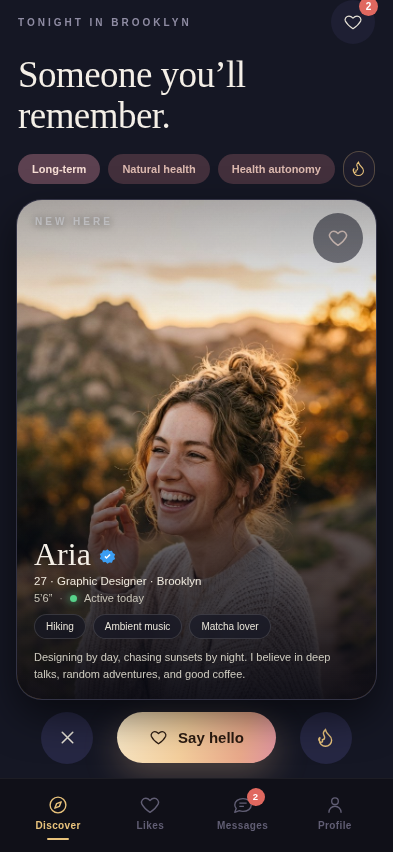 TONIGHT IN BROOKLYN
2
Someone you’ll
remember.
Long-term
Natural health
Health autonomy
NEW HERE
Aria
27 · Graphic Designer · Brooklyn
5'6" · Active today
Hiking
Ambient music
Matcha lover
Designing by day, chasing sunsets by night. I believe in deep
talks, random adventures, and good coffee.
Say hello
2
Discover
Likes
Messages
Profile